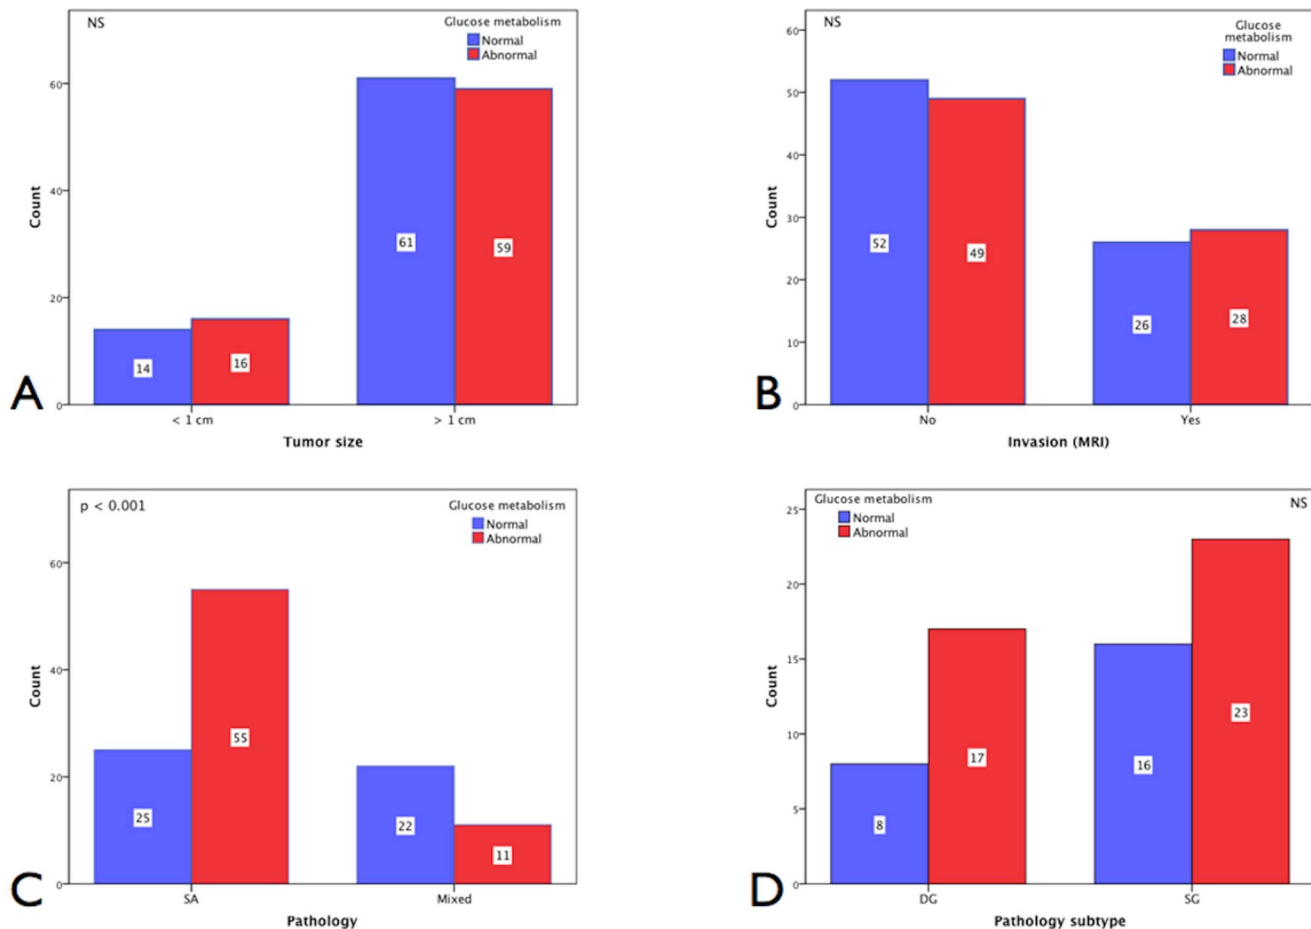 NS
Glucose metabolism
Normal
Abnormal
60
40
20
0
Count
61
59
14
16
< 1 cm
> 1 cm
Tumor size
A
NS
Glucose
metabolism
Normal
Abnormal
60
50
40
30
20
10
0
Count
52
49
26
28
No
Yes
Invasion (MRI)
B
p < 0.001
Glucose metabolism
Normal
Abnormal
60
40
20
0
Count
55
25
22
11
SA
Mixed
Pathology
C
Glucose metabolism
Normal
Abnormal
NS
25
20
15
10
5
0
Count
23
17
16
8
DG
SG
Pathology subtype
D